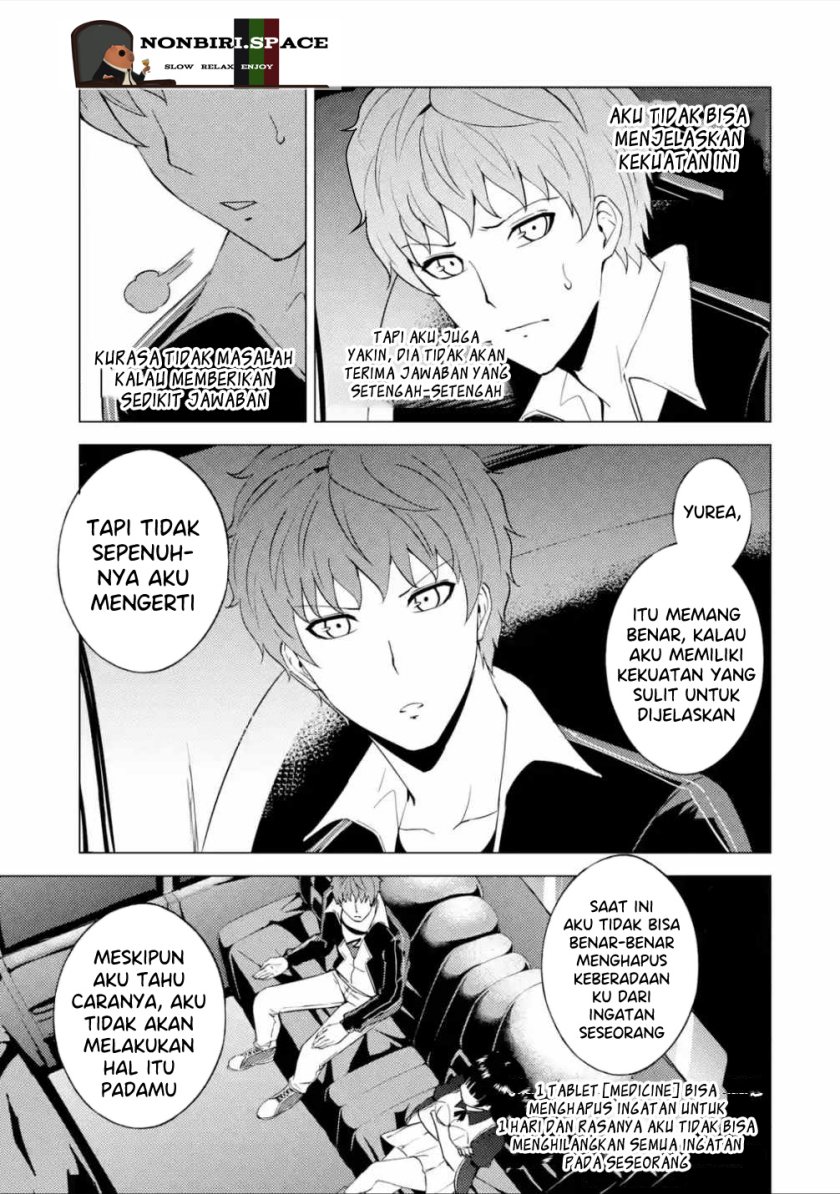 NONBIRI.SPACE
SLOW RELAX ENJOY
AKU TIDAK BISA
MENJELASKAN
KEKUATAN INI
TAPI AKU JUGA
YAKIN, DIA TIDAK AKAN
TERIMA JAWABAN YANG
SETENGAH-SETENGAH
KURASA TIDAK MASALAH
KALAU MEMBERIKAN
SEDIKIT JAWABAN
YUREA,
ITU MEMANG
BENAR, KALAU
AKU MEMILIKI
KEKUATAN YANG
SULIT UNTUK
DIJELASKAN
TAPI TIDAK
SEPENUH-
NYA AKU
MENGERTI
SAAT INI
AKU TIDAK BISA
BENAR-BENAR
MENGHAPUS
KEBERADAAN
KU DARI
INGATAN
SESEORANG
1 TABLET [MEDICINE] BISA
MENGHAPUS INGATAN UNTUK
1 HARI DAN RASANYA AKU TIDAK BISA
MENGHILANGKAN SEMUA INGATAN
PADA SESEORANG
MESKIPUN
AKU TAHU
CARANYA, AKU
TIDAK AKAN
MELAKUKAN
HAL ITU
PADAMU